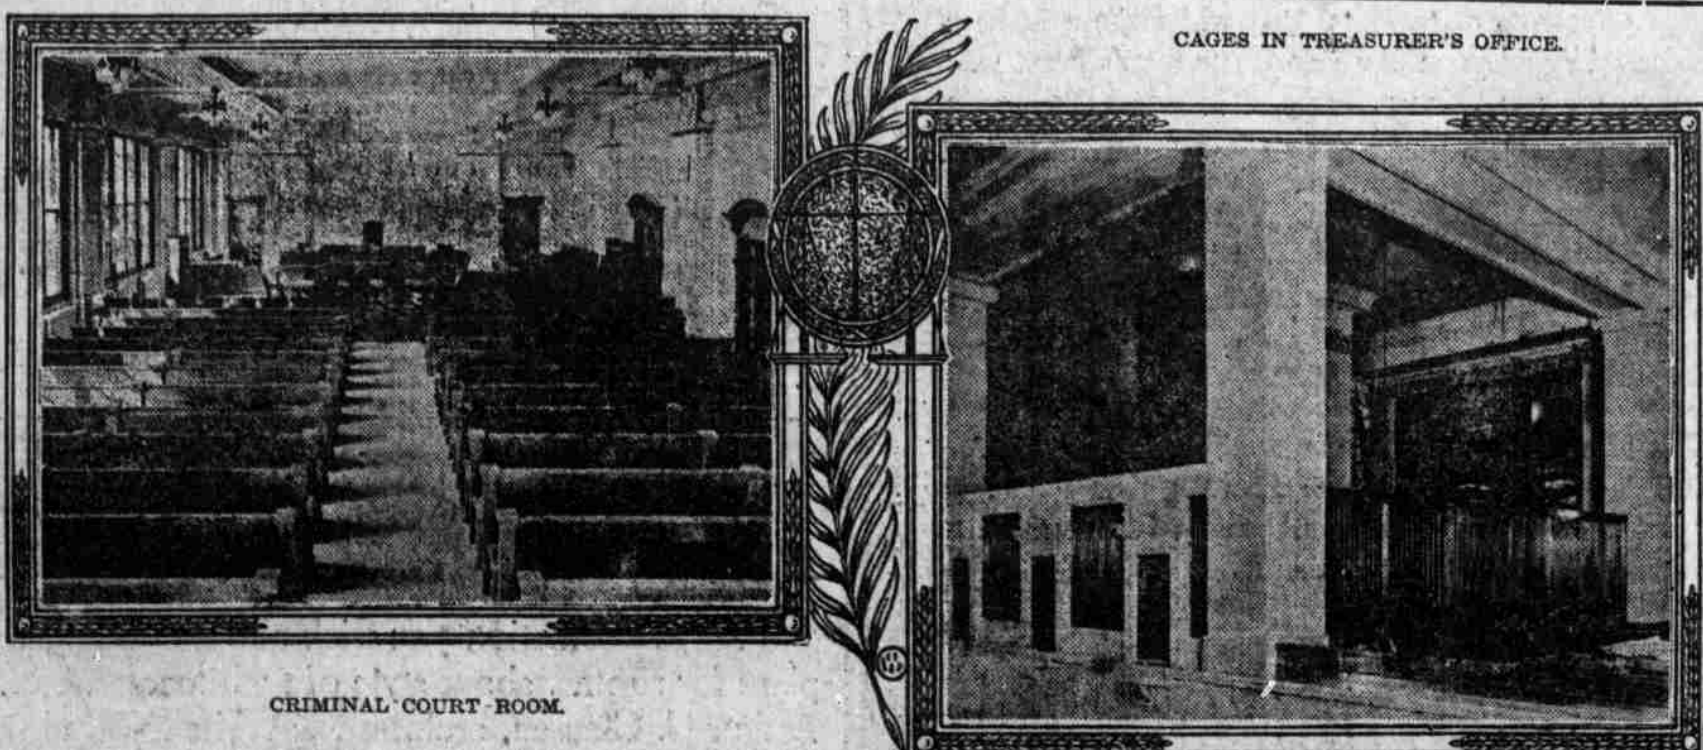 CAGES IN TREASURER'S OFFICE.
CRIMINAL COURT ROOM.